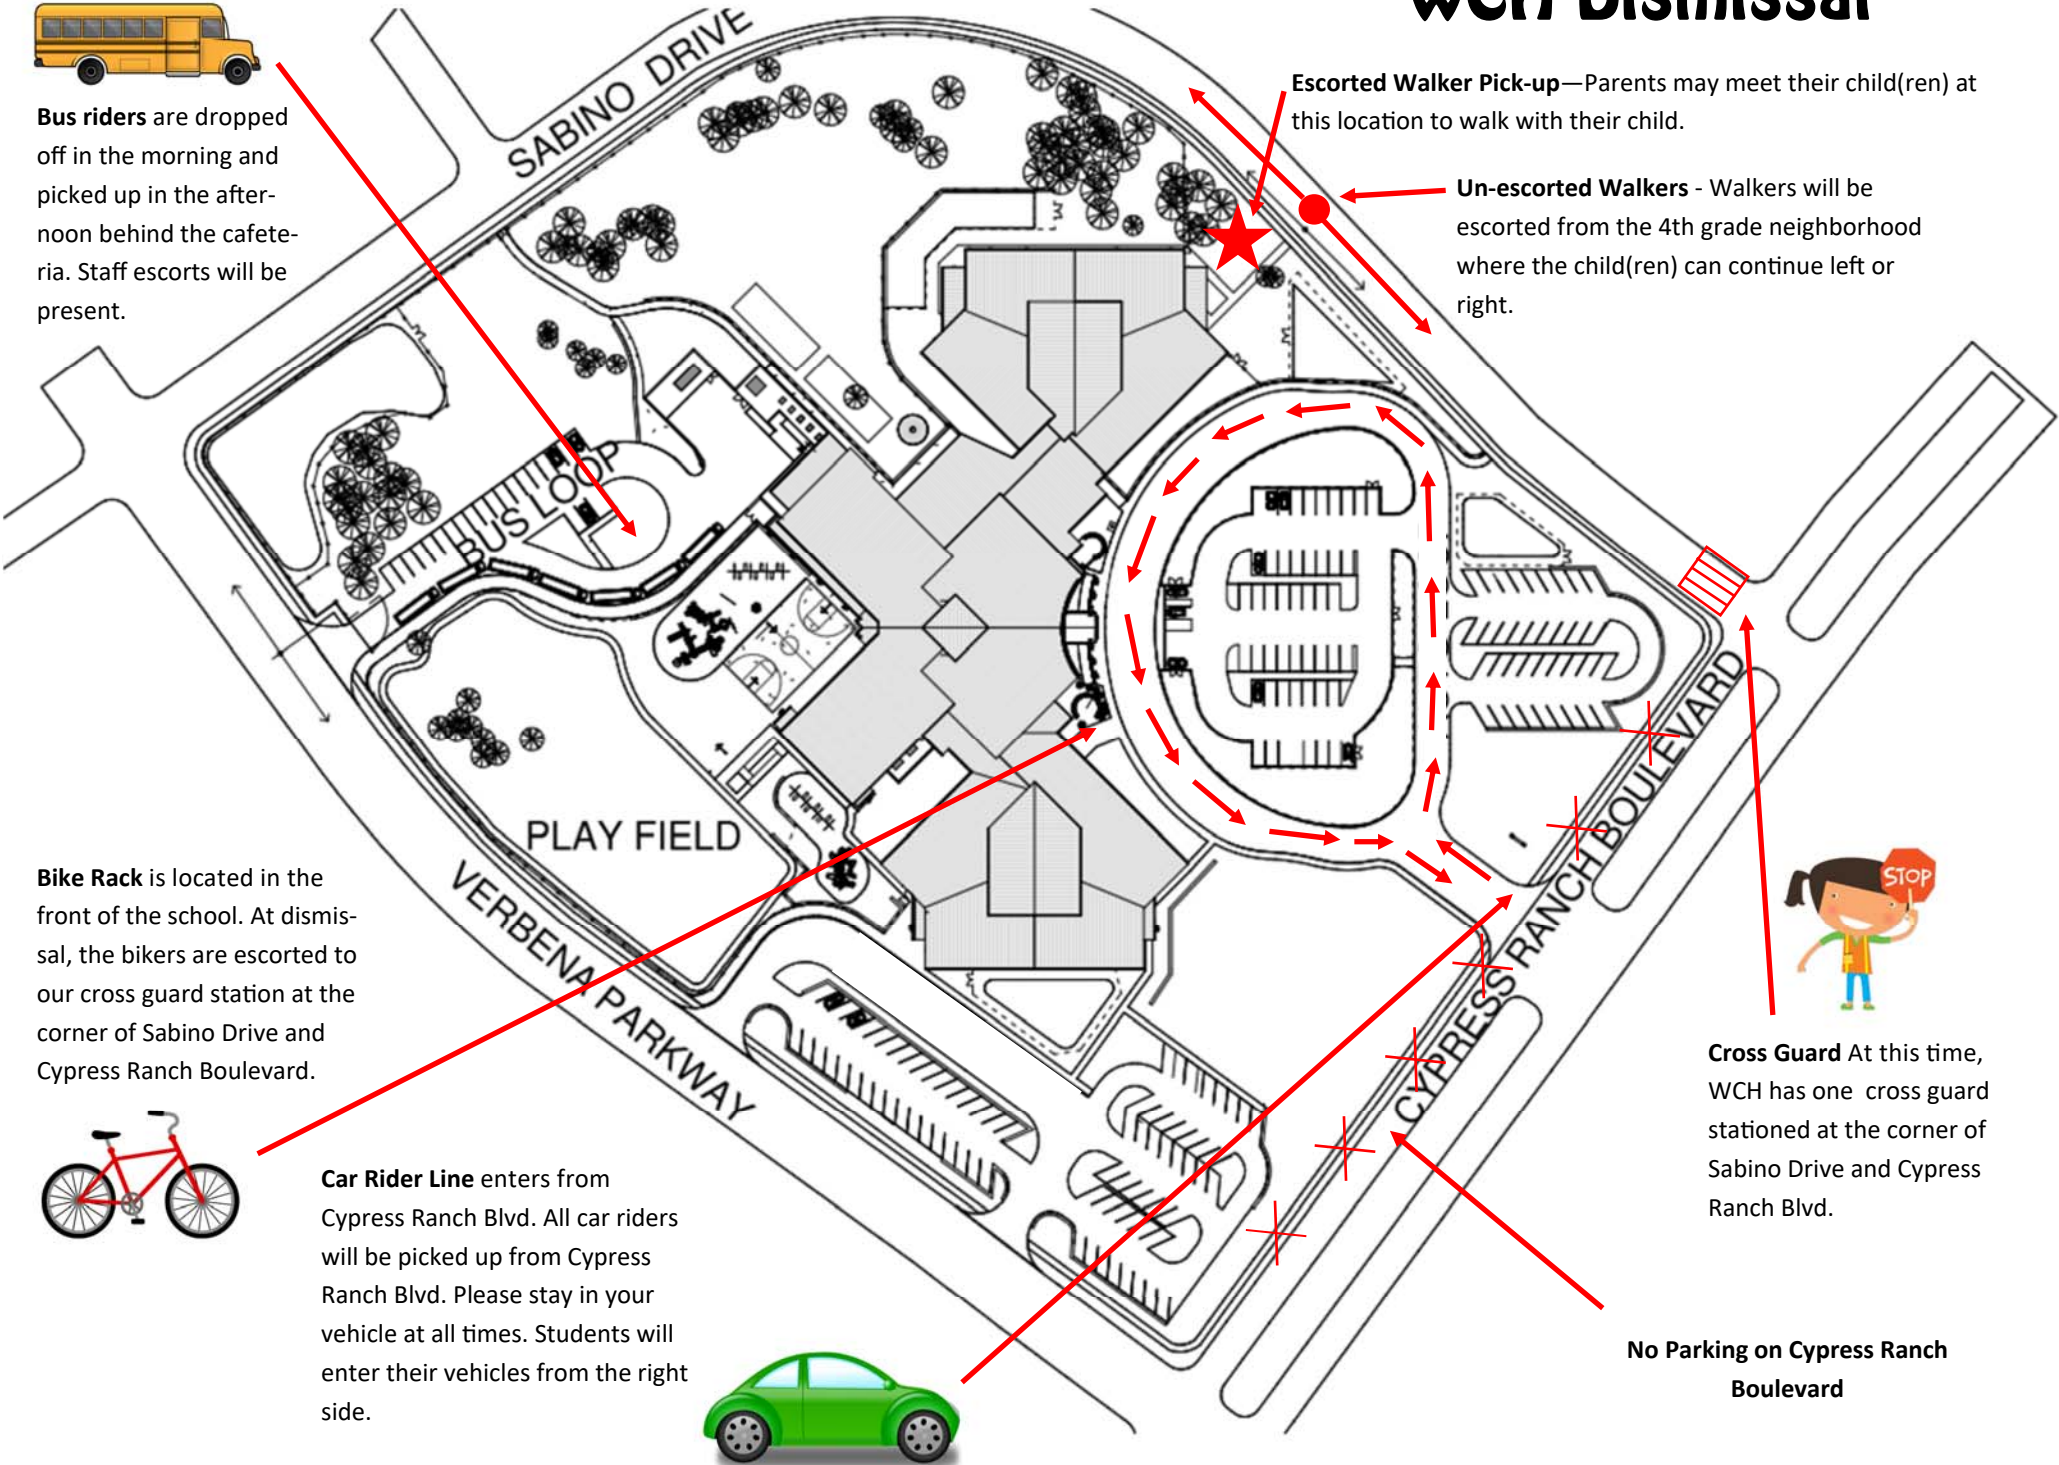 WCH Dismissal
Bus riders are dropped
off in the morning and
picked up in the after-
noon behind the cafete-
ria. Staff escorts will be
present.
SABINO DRIVE
Escorted Walker Pick-up—Parents may meet their child(ren) at
this location to walk with their child.
Un-escorted Walkers - Walkers will be
escorted from the 4th grade neighborhood
where the child(ren) can continue left or
right.
BUS LOOP
PLAY FIELD
VERBENA PARKWAY
CYPRESS RANCH BOULEVARD
STOP
Bike Rack is located in the
front of the school. At dismis-
sal, the bikers are escorted to
our cross guard station at the
corner of Sabino Drive and
Cypress Ranch Boulevard.
Car Rider Line enters from
Cypress Ranch Blvd. All car riders
will be picked up from Cypress
Ranch Blvd. Please stay in your
vehicle at all times. Students will
enter their vehicles from the right
side.
Cross Guard At this time,
WCH has one cross guard
stationed at the corner of
Sabino Drive and Cypress
Ranch Blvd.
No Parking on Cypress Ranch
Boulevard